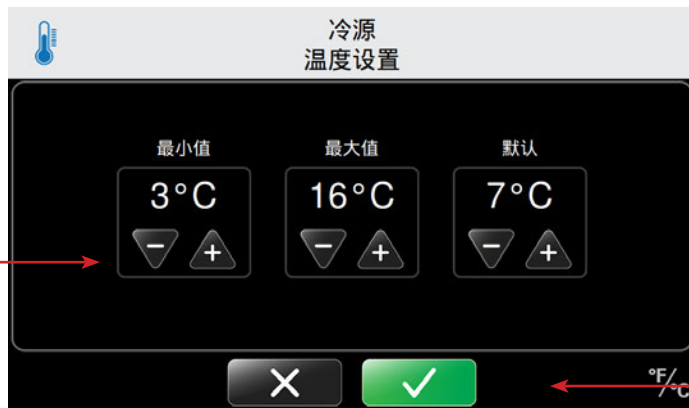 冷源
温度设置
最小值 最大值 默认
3°C 16°C 7°C
− + − + − +
°F/°C